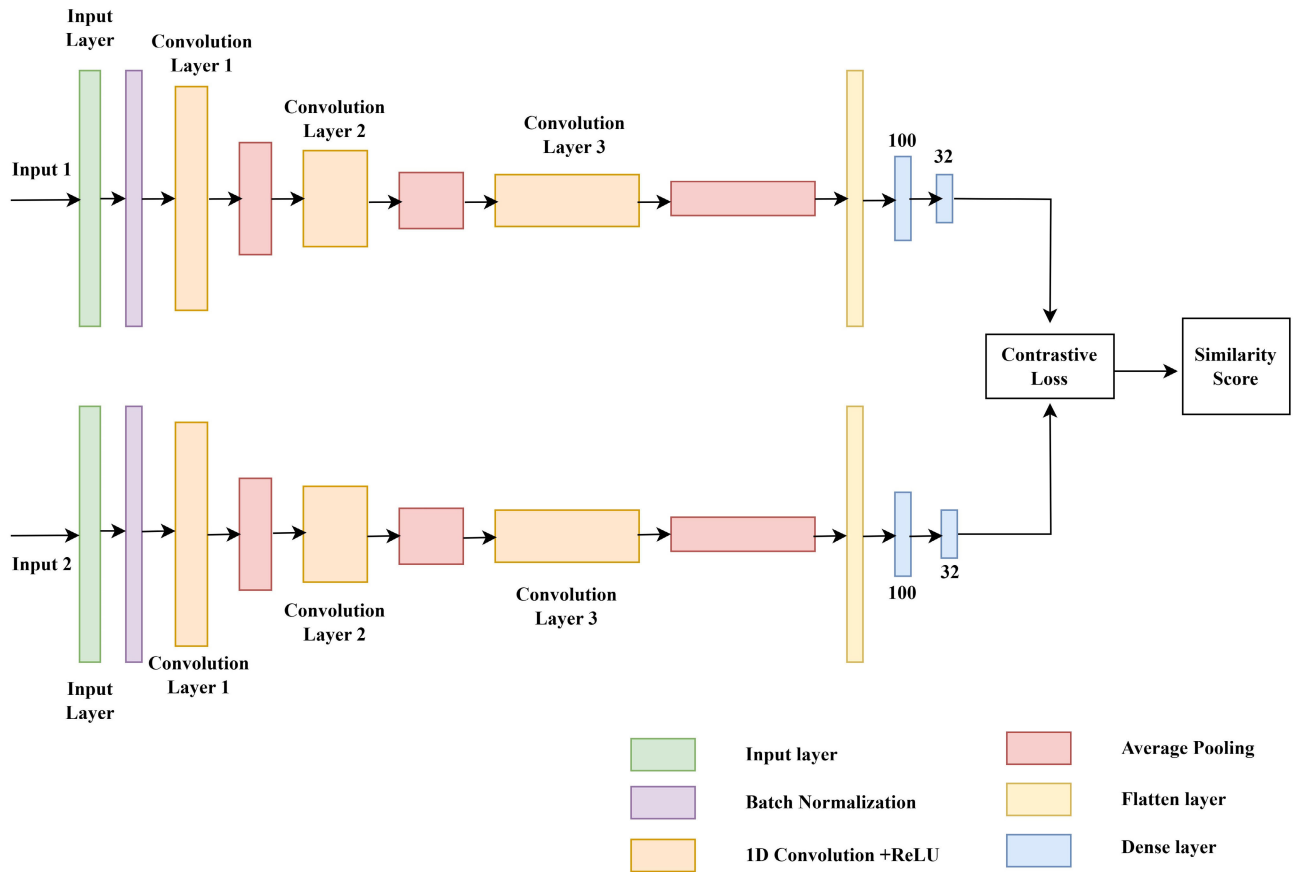 Input
Layer
Convolution
Layer 1
Convolution
Layer 2
Convolution
Layer 3
Input 1
100
32
Contrastive
Loss
Similarity
Score
Input 2
Input
Layer
Convolution
Layer 1
Convolution
Layer 2
Convolution
Layer 3
100
32
Input layer
Batch Normalization
1D Convolution +ReLU
Average Pooling
Flatten layer
Dense layer